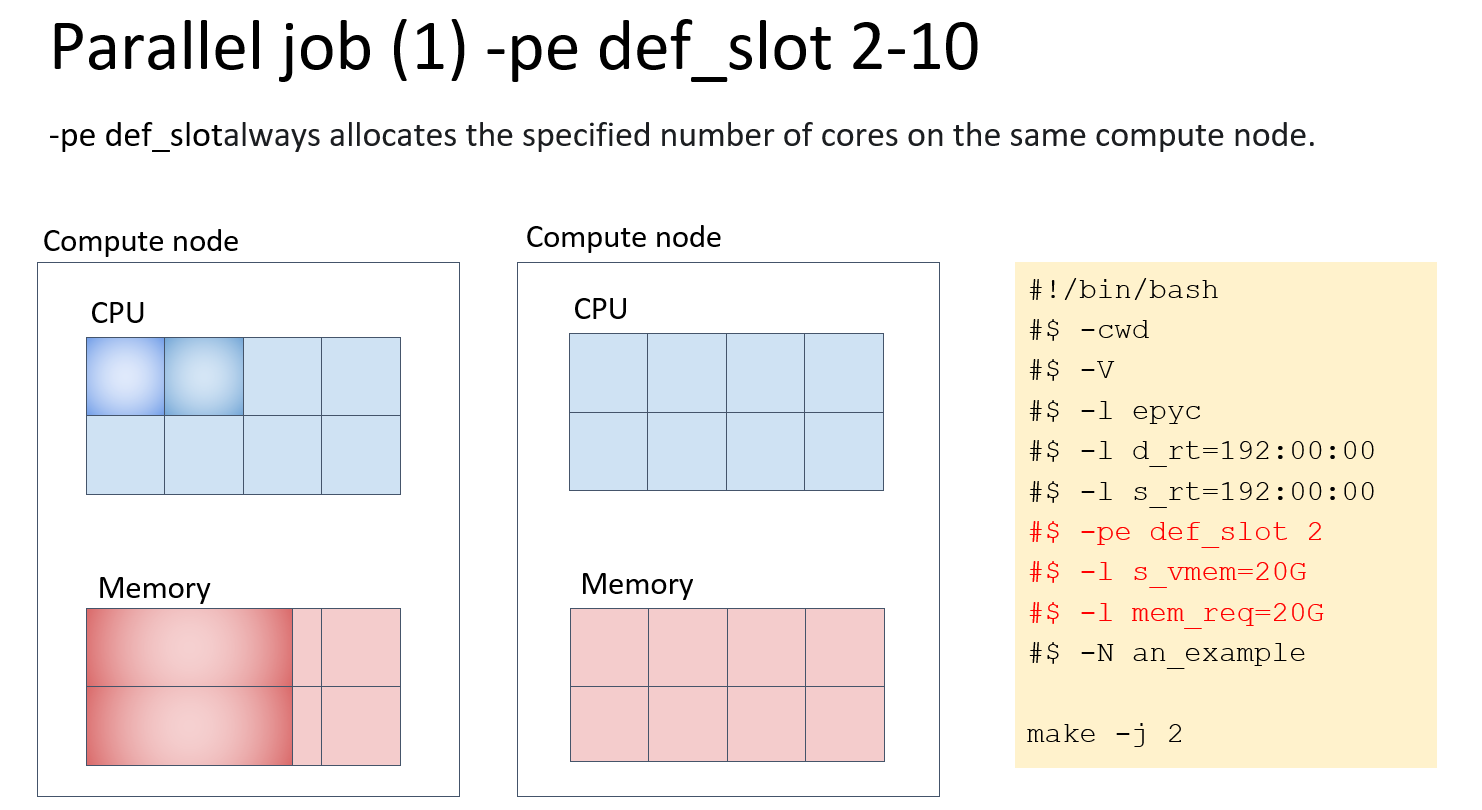 Parallel job (1) -pe def_slot 2-10
-pe def_slotalways allocates the specified number of cores on the same compute node.
Compute node
CPU
Memory
Compute node
CPU
Memory
#!/bin/bash
#$ -cwd
#$ -V
#$ -l epyc
#$ -l d_rt=192:00:00
#$ -l s_rt=192:00:00
#$ -pe def_slot 2
#$ -l s_vmem=20G
#$ -l mem_req=20G
#$ -N an_example
make -j 2